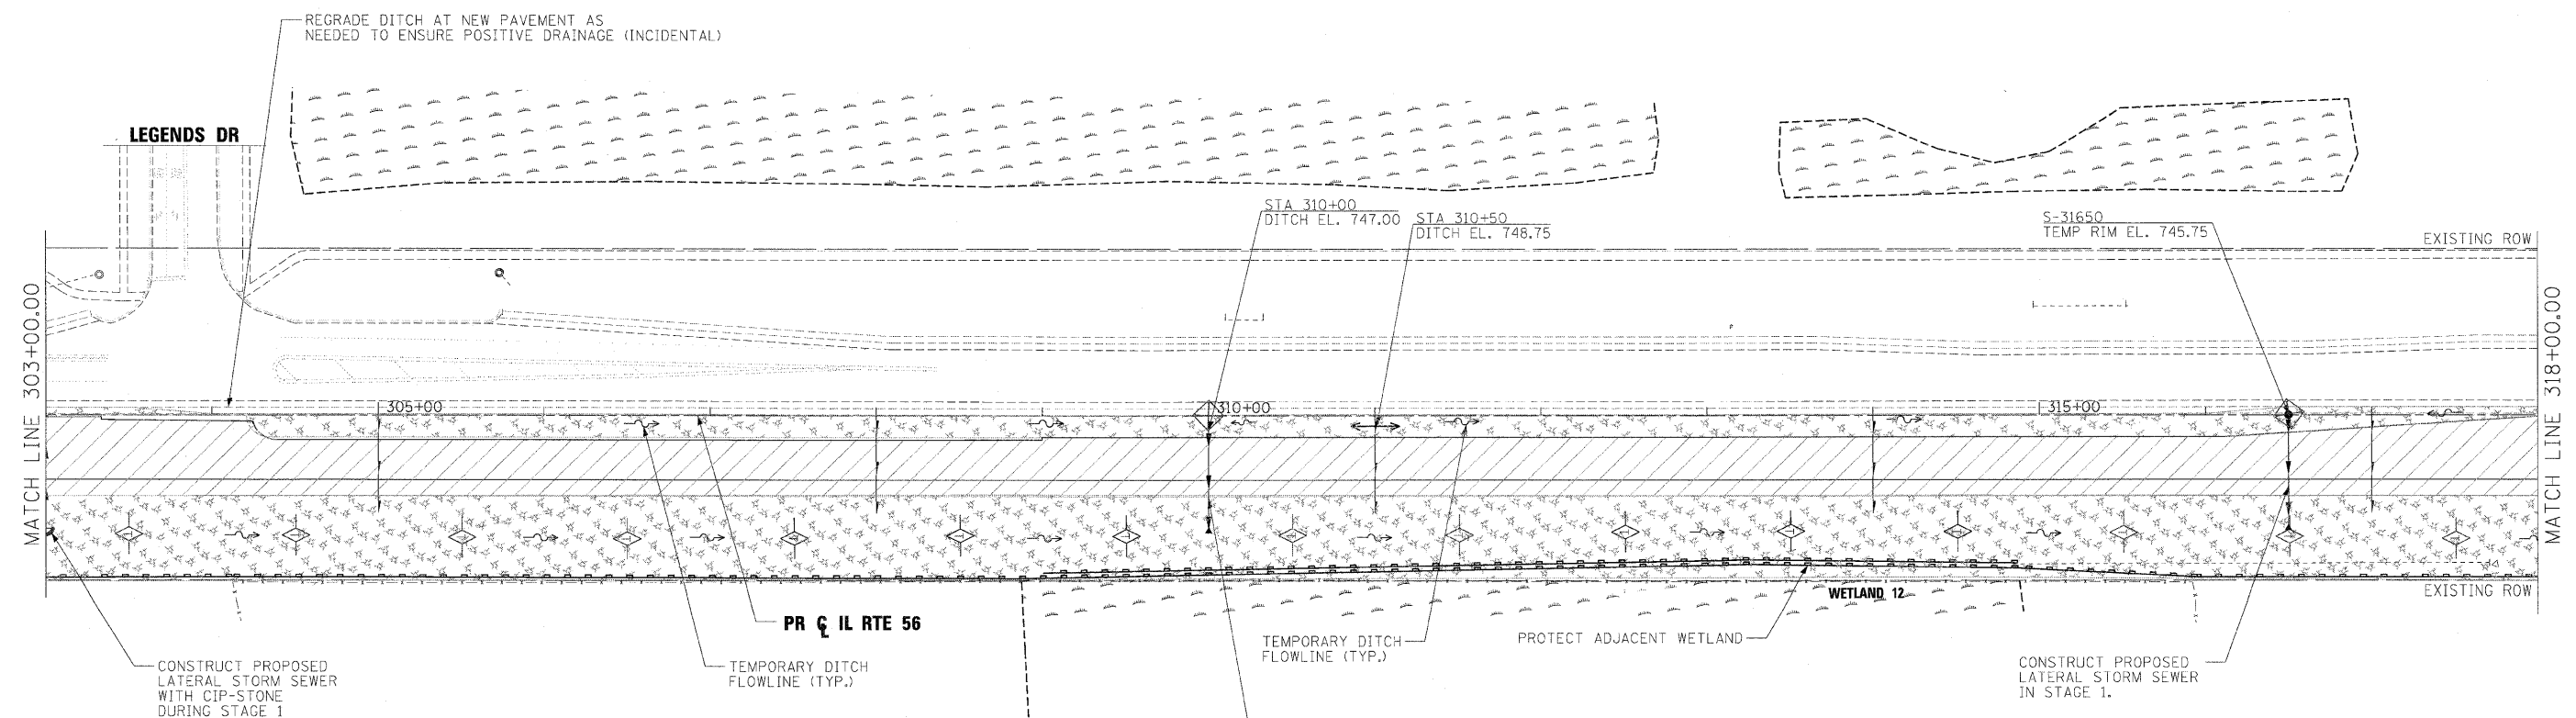 REGRADE DITCH AT NEW PAVEMENT AS
NEEDED TO ENSURE POSITIVE DRAINAGE (INCIDENTAL)
LEGENDS DR
STA 310+00
DITCH EL. 747.00
STA 310+50
DITCH EL. 748.75
S-31650
TEMP RIM EL. 745.75
EXISTING ROW
MATCH LINE 303+00.00
305+00
310+00
315+00
MATCH LINE 318+00.00
WETLAND 12
EXISTING ROW
PR ℄ IL RTE 56
CONSTRUCT PROPOSED
LATERAL STORM SEWER
WITH CIP-STONE
DURING STAGE 1
TEMPORARY DITCH
FLOWLINE (TYP.)
TEMPORARY DITCH
FLOWLINE (TYP.)
PROTECT ADJACENT WETLAND
CONSTRUCT PROPOSED
LATERAL STORM SEWER
IN STAGE 1.